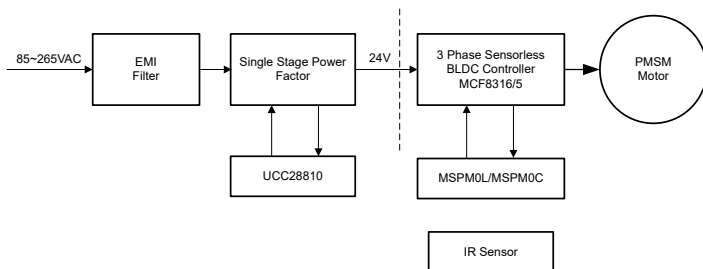 85~265VAC
EMI
Filter
Single Stage Power
Factor
24V
3 Phase Sensorless
BLDC Controller
MCF8316/5
PMSM
Motor
UCC28810
MSPM0L/MSPM0C
IR Sensor